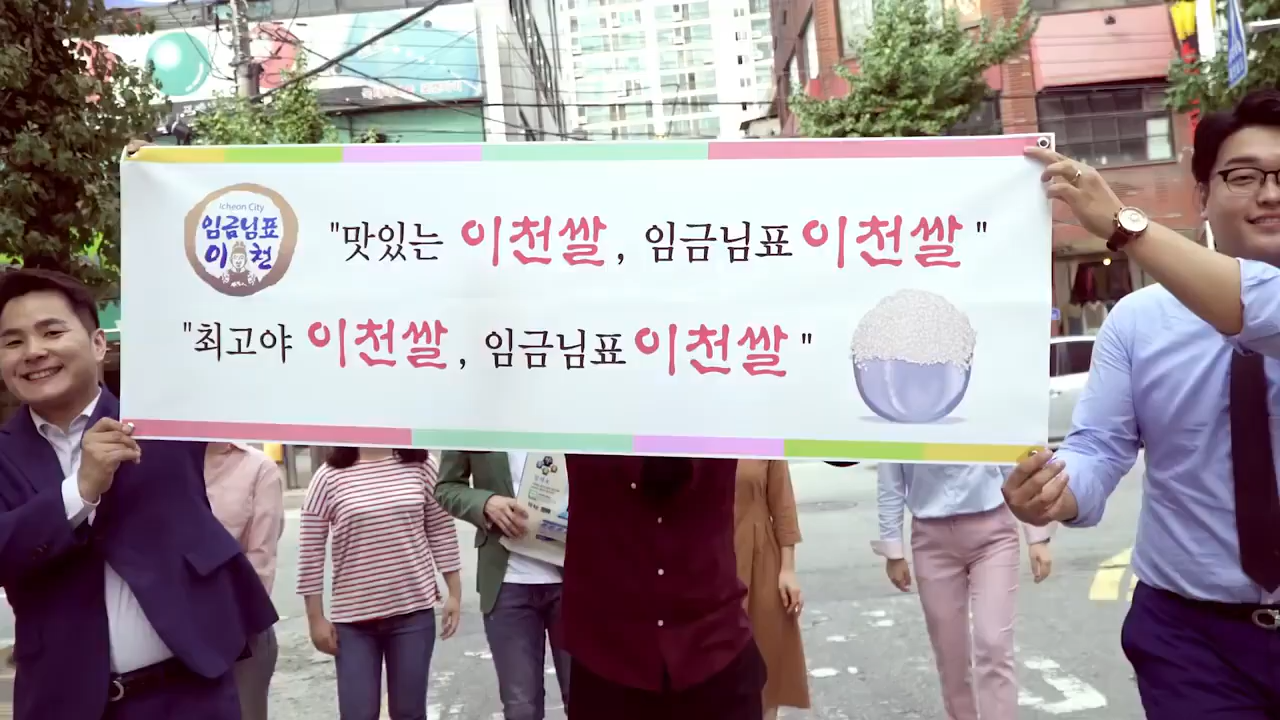 Icheon City
임금님표
이천
"맛있는 이천쌀, 임금님표 이천쌀"
"최고야 이천쌀, 임금님표 이천쌀"